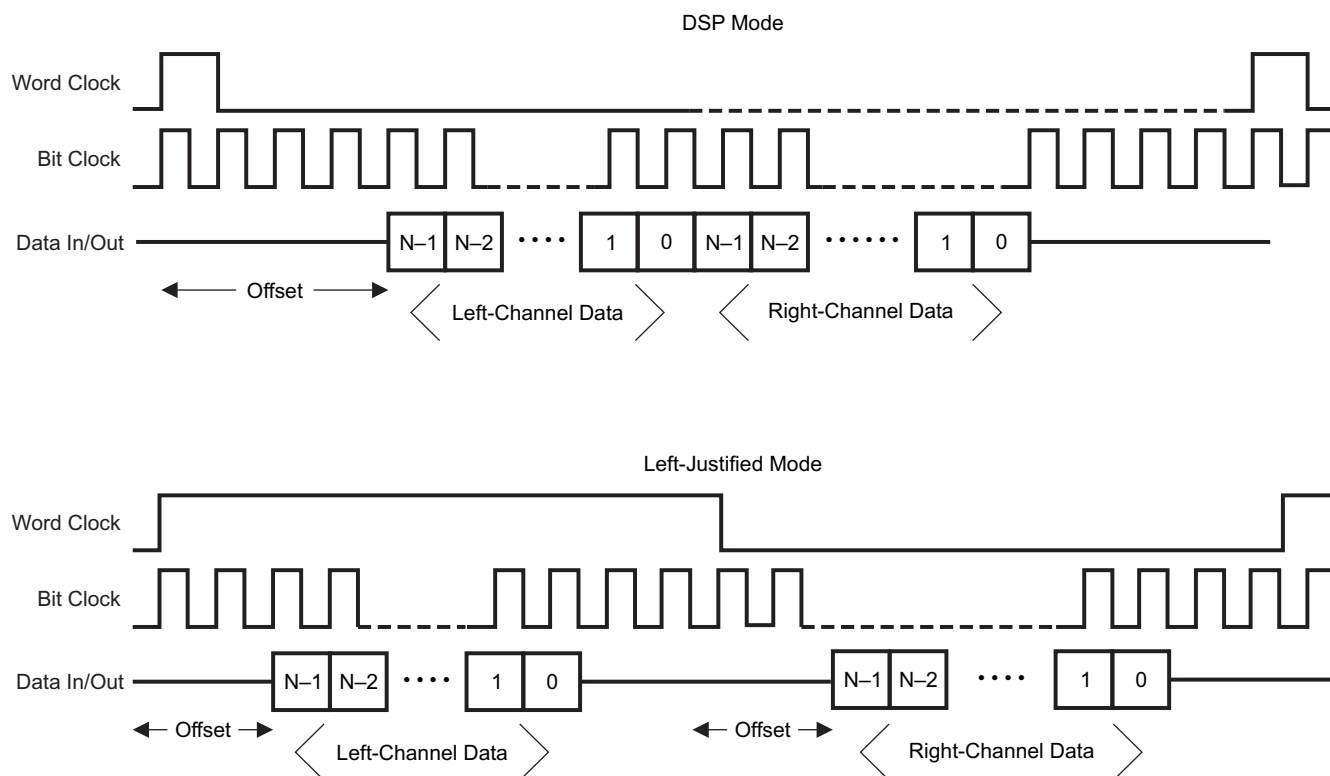 DSP Mode
Word Clock
Bit Clock
Data In/Out N–1 N–2 •••• 1 0 N–1 N–2 •••••• 1 0
Offset
Left-Channel Data Right-Channel Data
Left-Justified Mode
Word Clock
Bit Clock
Data In/Out N–1 N–2 •••• 1 0 N–1 N–2 •••• 1 0
Offset Offset
Left-Channel Data Right-Channel Data